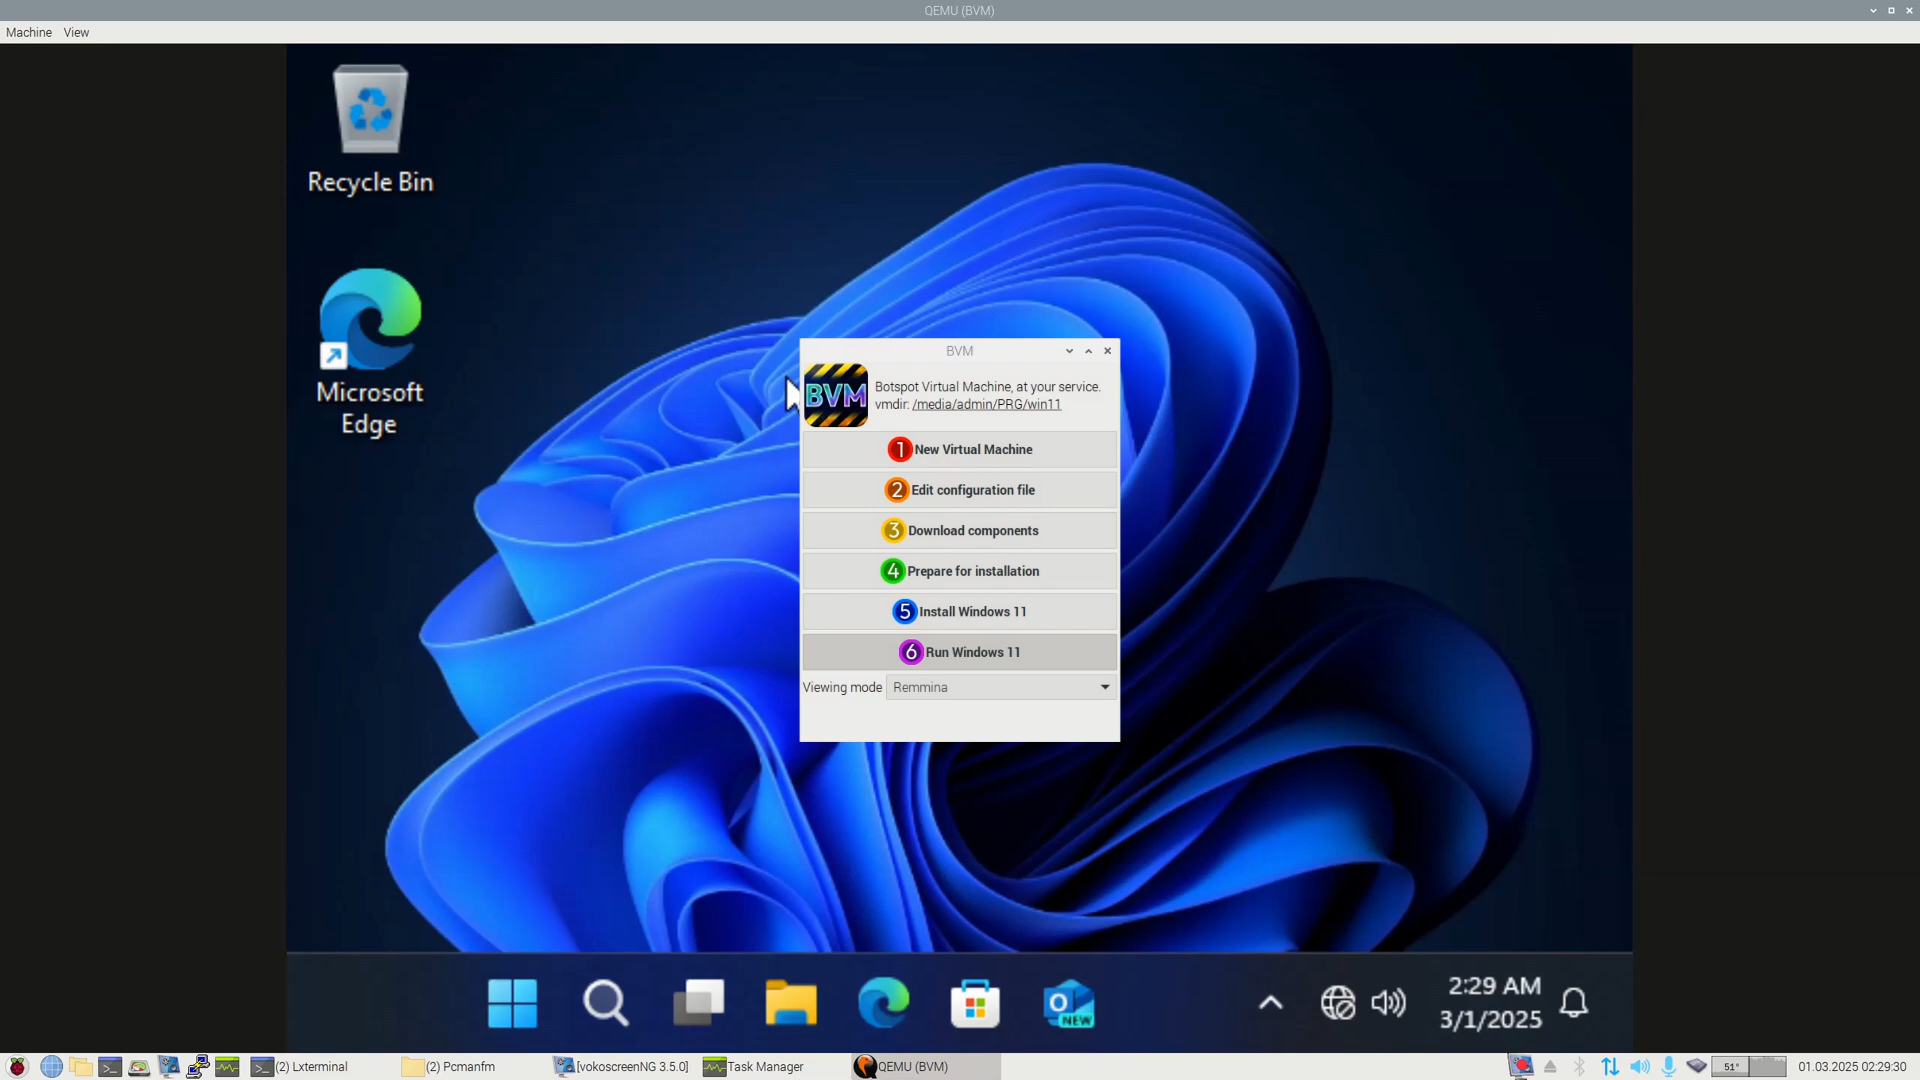 QEMU (BVM)
Machine View
Recycle Bin
Microsoft
Edge
BVM
BVM
Botspot Virtual Machine, at your service.
vmdir: /media/admin/PRG/win11
1 New Virtual Machine
2 Edit configuration file
3 Download components
4 Prepare for installation
5 Install Windows 11
6 Run Windows 11
Viewing mode Remmina
O
NEW
2:29 AM
3/1/2025
(2) Lxterminal
(2) Pcmanfm
[vokoscreenNG 3.5.0]
Task Manager
QEMU (BVM)
51°
01.03.2025 02:29:30